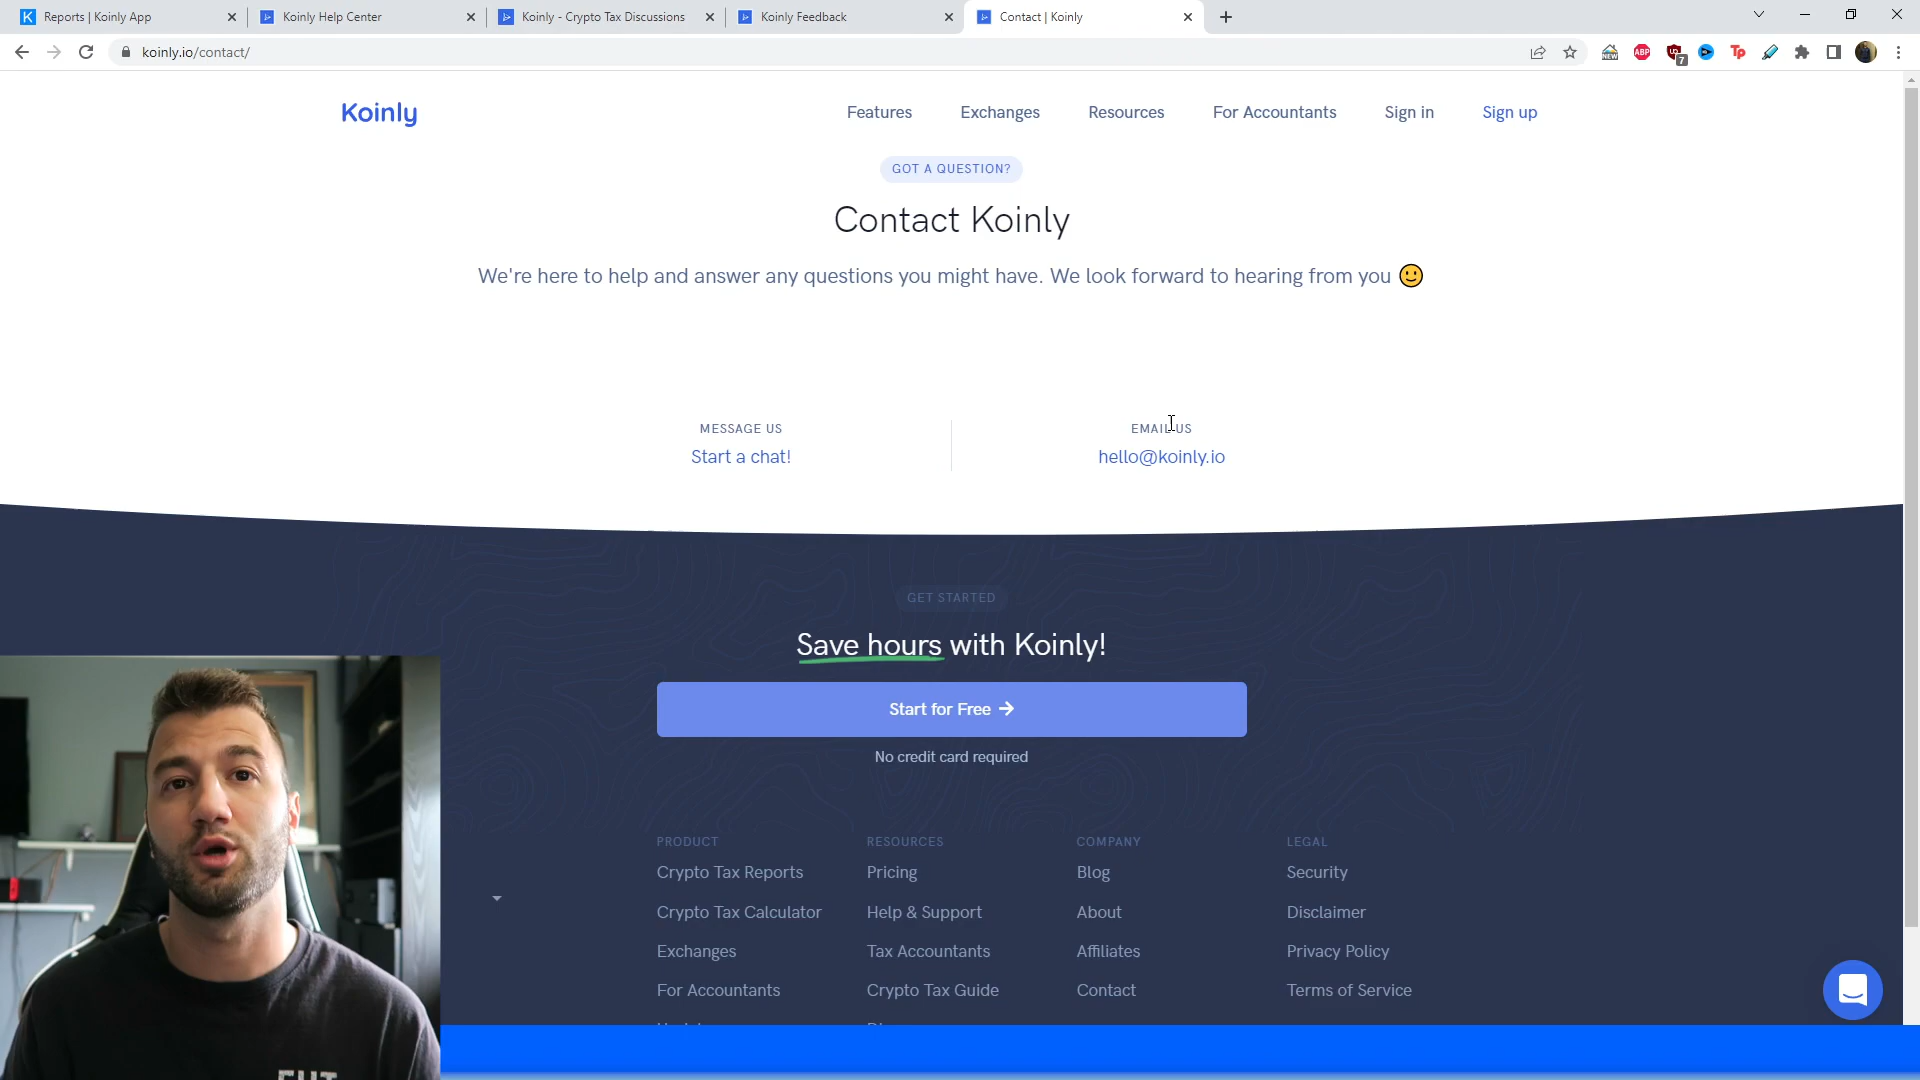 Reports | Koinly App
Koinly Help Center
Koinly - Crypto Tax Discussions
Koinly Feedback
Contact | Koinly
koinly.io/contact/
NEW
ABP
7
Tp
Koinly
Features
Exchanges
Resources
For Accountants
Sign in
Sign up
GOT A QUESTION?
Contact Koinly
We're here to help and answer any questions you might have. We look forward to hearing from you
MESSAGE US
Start a chat!
EMAIL US
hello@koinly.io
GET STARTED
Save hours with Koinly!
Start for Free →
No credit card required
PRODUCT
Crypto Tax Reports
Crypto Tax Calculator
Exchanges
For Accountants
RESOURCES
Pricing
Help & Support
Tax Accountants
Crypto Tax Guide
COMPANY
Blog
About
Affiliates
Contact
LEGAL
Security
Disclaimer
Privacy Policy
Terms of Service